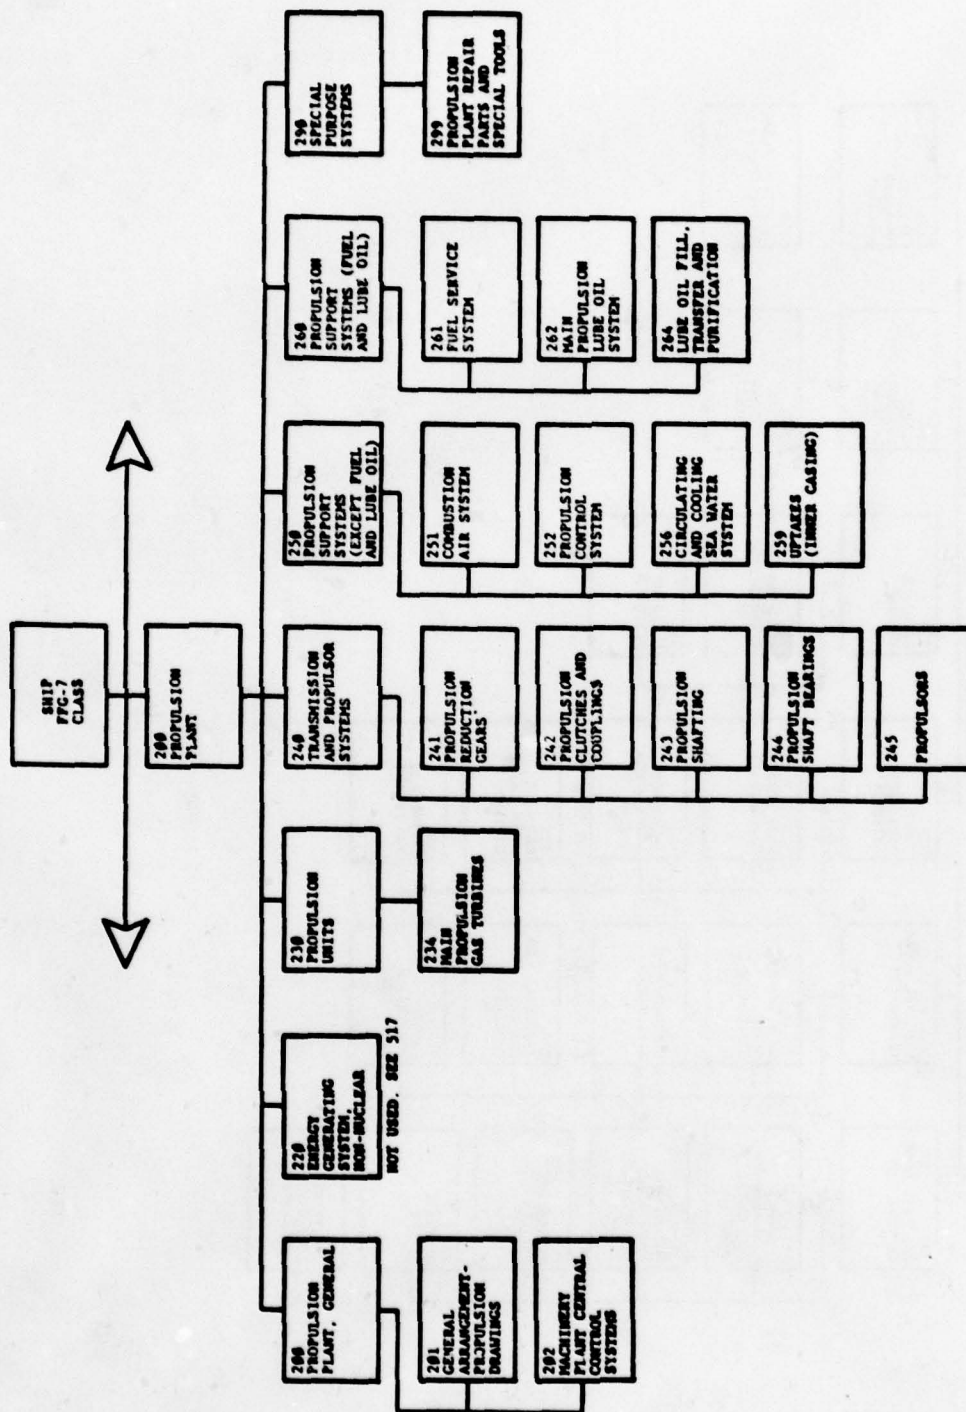 SHIP
FFG-7
CLASS
200
PROPULSION
PLANT
200
PROPULSION
PLANT, GENERAL
201
GENERAL
ARRANGEMENT-
PROPULSION
DRAWINGS
202
MACHINERY
PLANT CENTRAL
CONTROL
SYSTEMS
220
ENERGY
GENERATING
SYSTEM,
NON-NUCLEAR
NOT USED, SEE 517
230
PROPULSION
UNITS
234
MAIN
PROPULSION
GAS TURBINES
240
TRANSMISSION
AND PROPULSOR
SYSTEMS
241
PROPULSION
REDUCTION
GEARS
242
PROPULSION
CLUTCHES AND
COUPLINGS
243
PROPULSION
SHAFTING
244
PROPULSION
SHAFT BEARINGS
245
PROPULSORS
250
PROPULSION
SUPPORT
SYSTEMS
(EXCEPT FUEL
AND LUBE OIL)
251
COMBUSTION
AIR SYSTEM
252
PROPULSION
CONTROL
SYSTEM
256
CIRCULATING
AND COOLING
SEA WATER
SYSTEM
259
UPTAKES
(INNER CASING)
260
PROPULSION
SUPPORT
SYSTEMS (FUEL
AND LUBE OIL)
261
FUEL SERVICE
SYSTEM
262
MAIN
PROPULSION
LUBE OIL
SYSTEM
264
LUBE OIL FILL,
TRANSFER AND
PURIFICATION
290
SPECIAL
PURPOSE
SYSTEMS
299
PROPULSION
PLANT REPAIR
PARTS AND
SPECIAL TOOLS